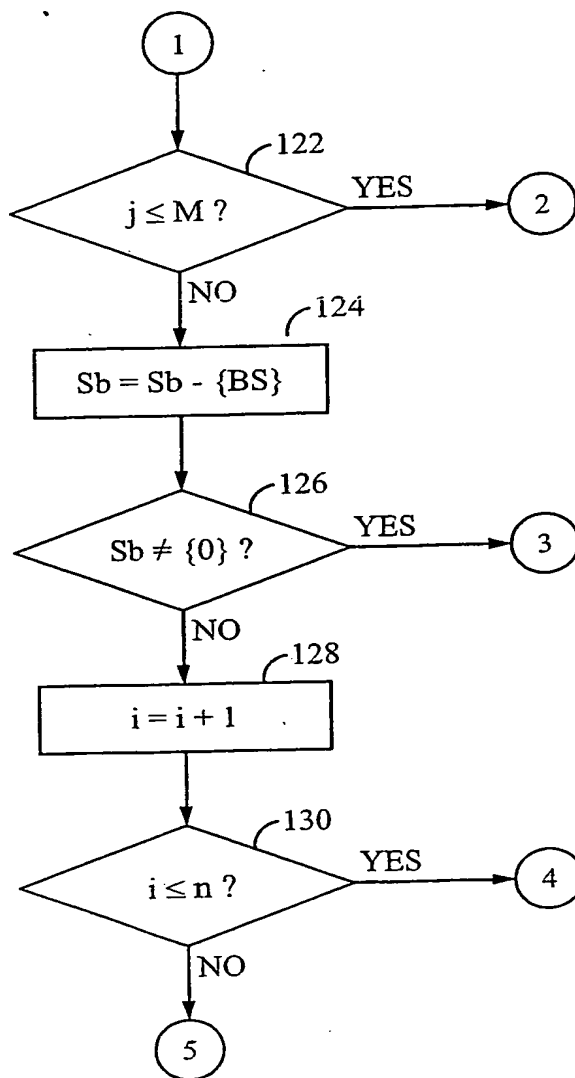 1
122
j ≤ M ?
YES
2
NO
124
Sb = Sb - {BS}
126
Sb ≠ {0} ?
YES
3
NO
128
i = i + 1
130
i ≤ n ?
YES
4
NO
5